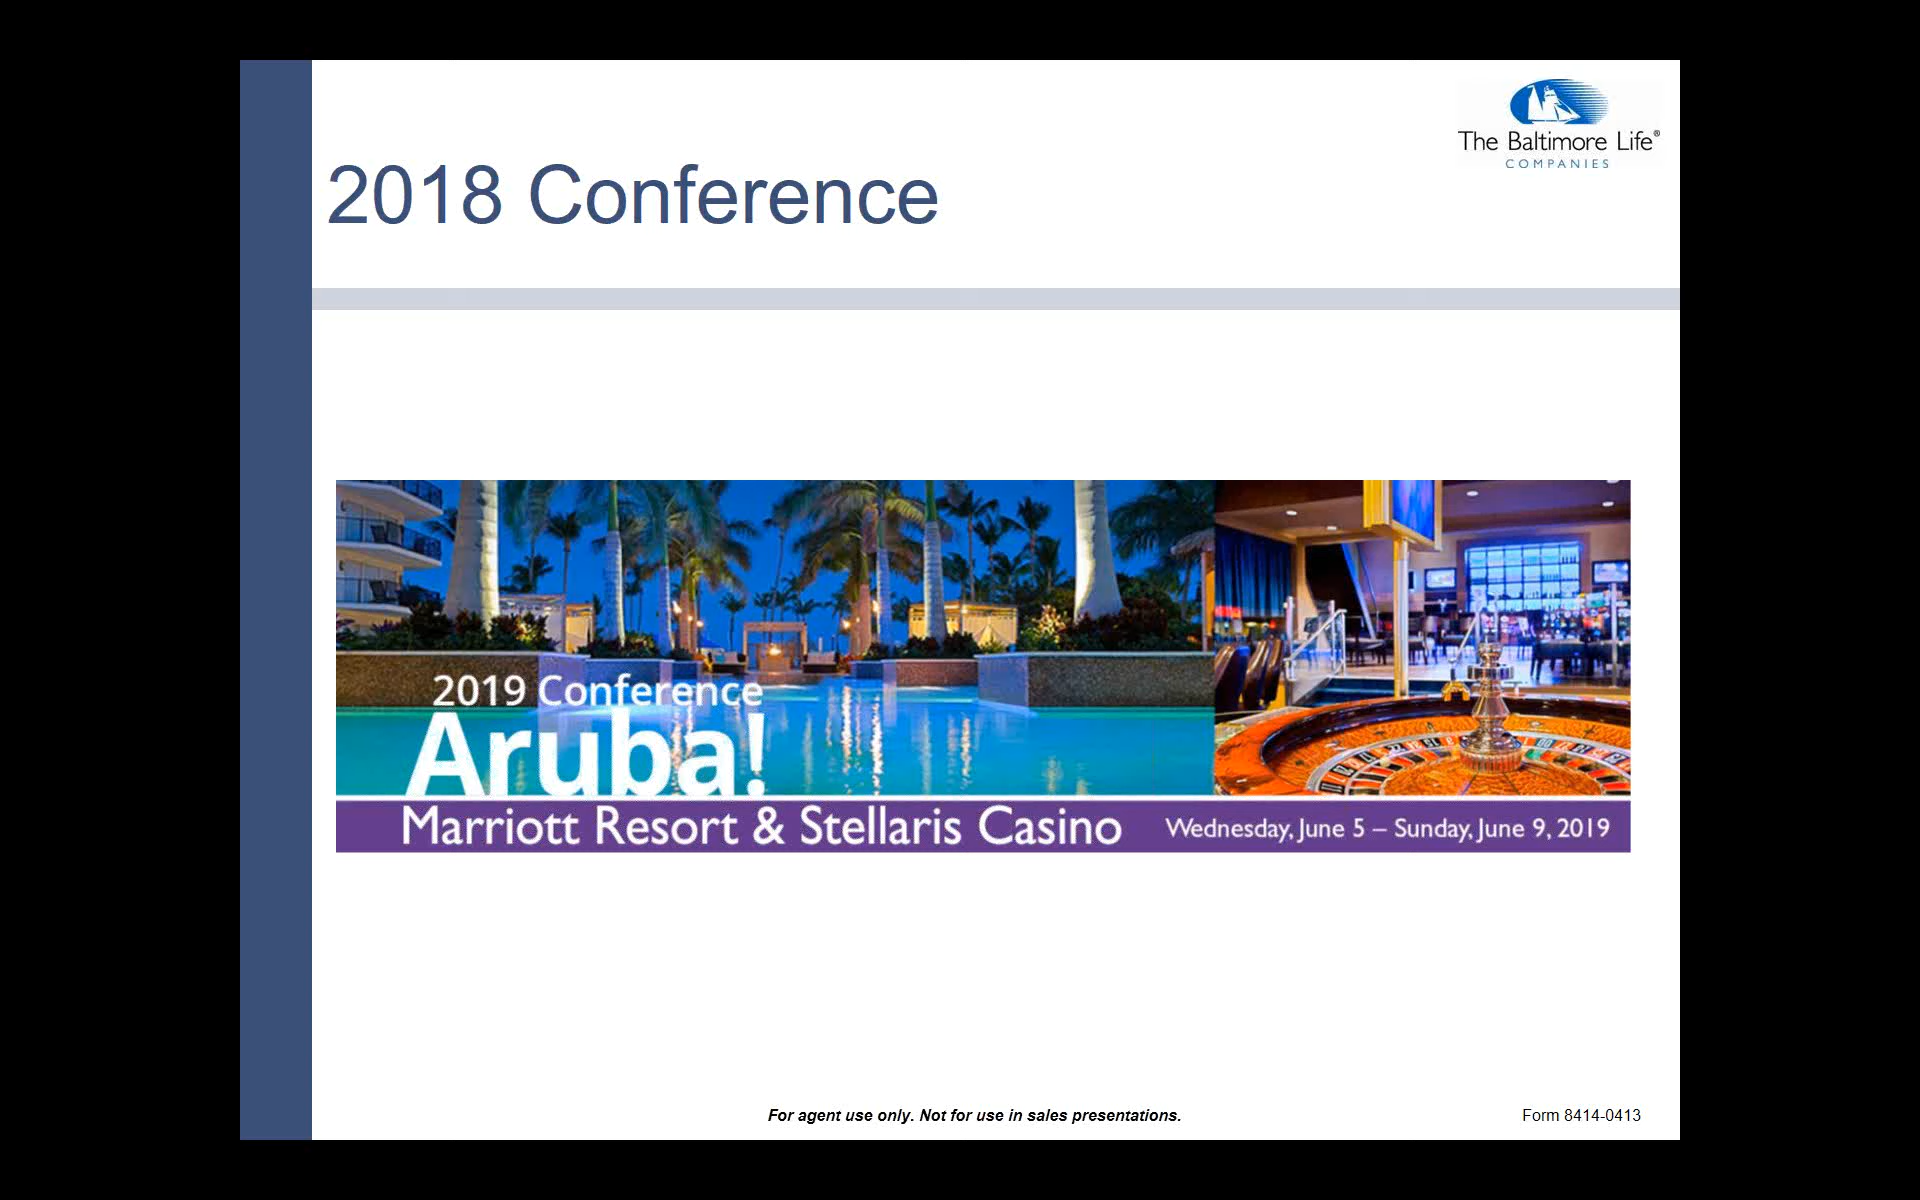 The Baltimore Life®
COMPANIES
2018 Conference
2019 Conference
Aruba!
Marriott Resort & Stellaris Casino
Wednesday, June 5 – Sunday, June 9, 2019
For agent use only. Not for use in sales presentations.
Form 8414-0413